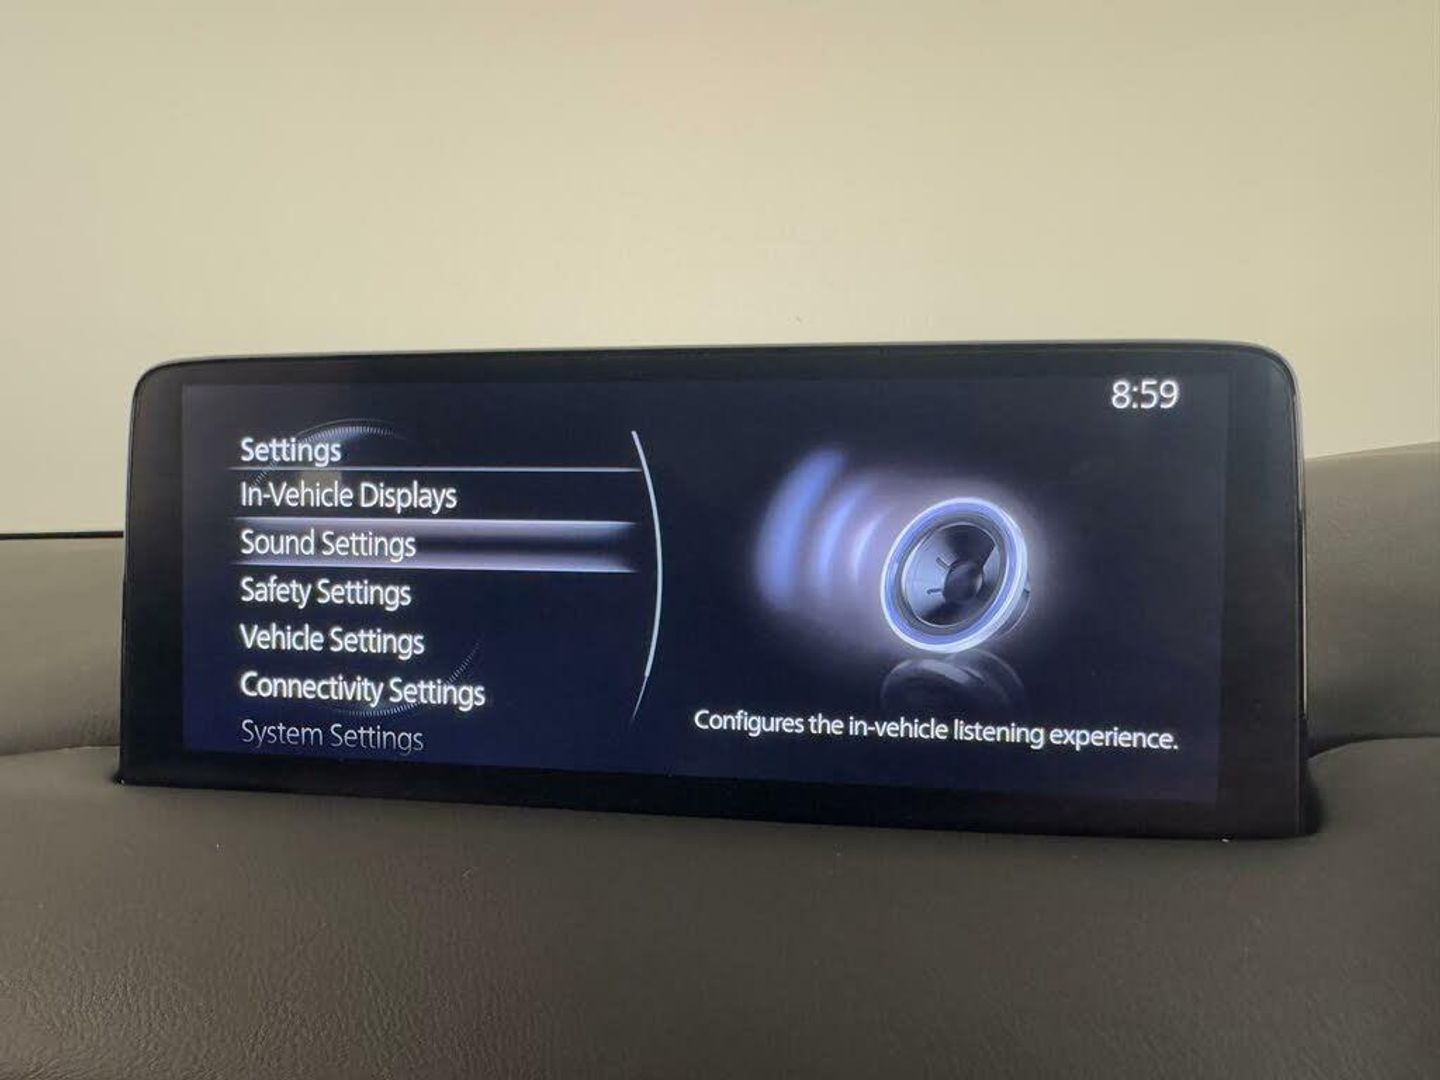 8:59
Settings
In-Vehicle Displays
Sound Settings
Safety Settings
Vehicle Settings
Connectivity Settings
System Settings
Configures the in-vehicle listening experience.